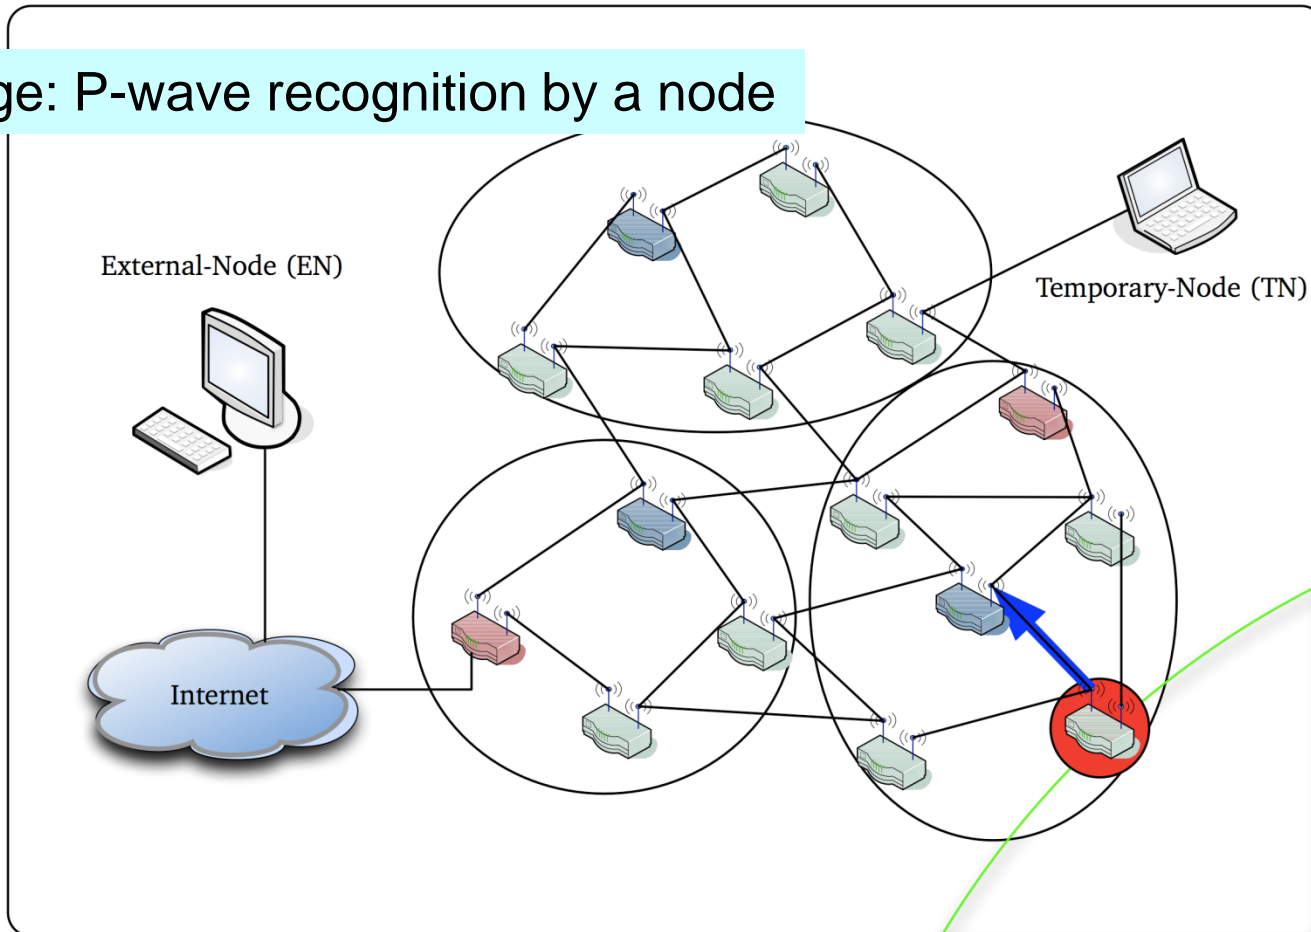 ge: P-wave recognition by a node
External-Node (EN)
Temporary-Node (TN)
Internet